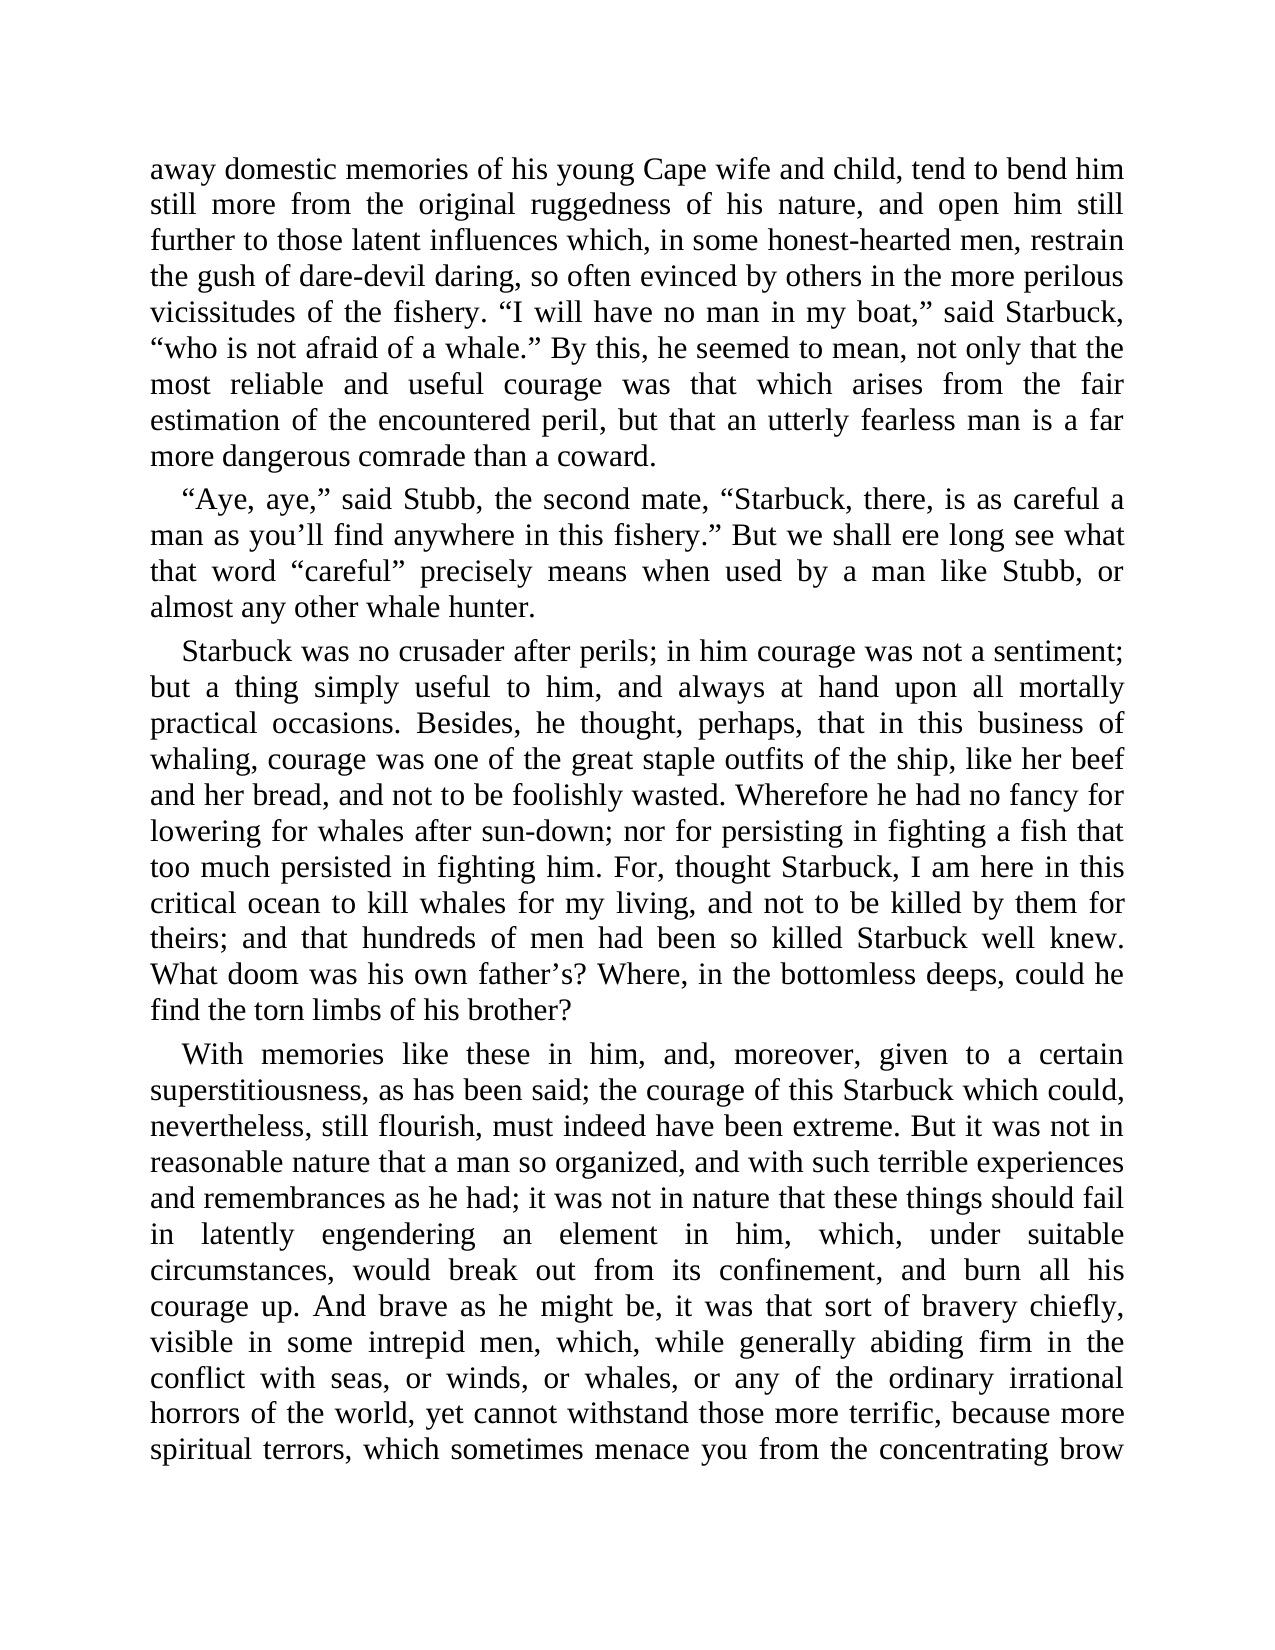 away domestic memories of his young Cape wife and child, tend to bend him
still more from the original ruggedness of his nature, and open him still
further to those latent influences which, in some honest-hearted men, restrain
the gush of dare-devil daring, so often evinced by others in the more perilous
vicissitudes of the fishery. “I will have no man in my boat,” said Starbuck,
“who is not afraid of a whale.” By this, he seemed to mean, not only that the
most reliable and useful courage was that which arises from the fair
estimation of the encountered peril, but that an utterly fearless man is a far
more dangerous comrade than a coward.
“Aye, aye,” said Stubb, the second mate, “Starbuck, there, is as careful a
man as you’ll find anywhere in this fishery.” But we shall ere long see what
that word “careful” precisely means when used by a man like Stubb, or
almost any other whale hunter.
Starbuck was no crusader after perils; in him courage was not a sentiment;
but a thing simply useful to him, and always at hand upon all mortally
practical occasions. Besides, he thought, perhaps, that in this business of
whaling, courage was one of the great staple outfits of the ship, like her beef
and her bread, and not to be foolishly wasted. Wherefore he had no fancy for
lowering for whales after sun-down; nor for persisting in fighting a fish that
too much persisted in fighting him. For, thought Starbuck, I am here in this
critical ocean to kill whales for my living, and not to be killed by them for
theirs; and that hundreds of men had been so killed Starbuck well knew.
What doom was his own father’s? Where, in the bottomless deeps, could he
find the torn limbs of his brother?
With memories like these in him, and, moreover, given to a certain
superstitiousness, as has been said; the courage of this Starbuck which could,
nevertheless, still flourish, must indeed have been extreme. But it was not in
reasonable nature that a man so organized, and with such terrible experiences
and remembrances as he had; it was not in nature that these things should fail
in latently engendering an element in him, which, under suitable
circumstances, would break out from its confinement, and burn all his
courage up. And brave as he might be, it was that sort of bravery chiefly,
visible in some intrepid men, which, while generally abiding firm in the
conflict with seas, or winds, or whales, or any of the ordinary irrational
horrors of the world, yet cannot withstand those more terrific, because more
spiritual terrors, which sometimes menace you from the concentrating brow